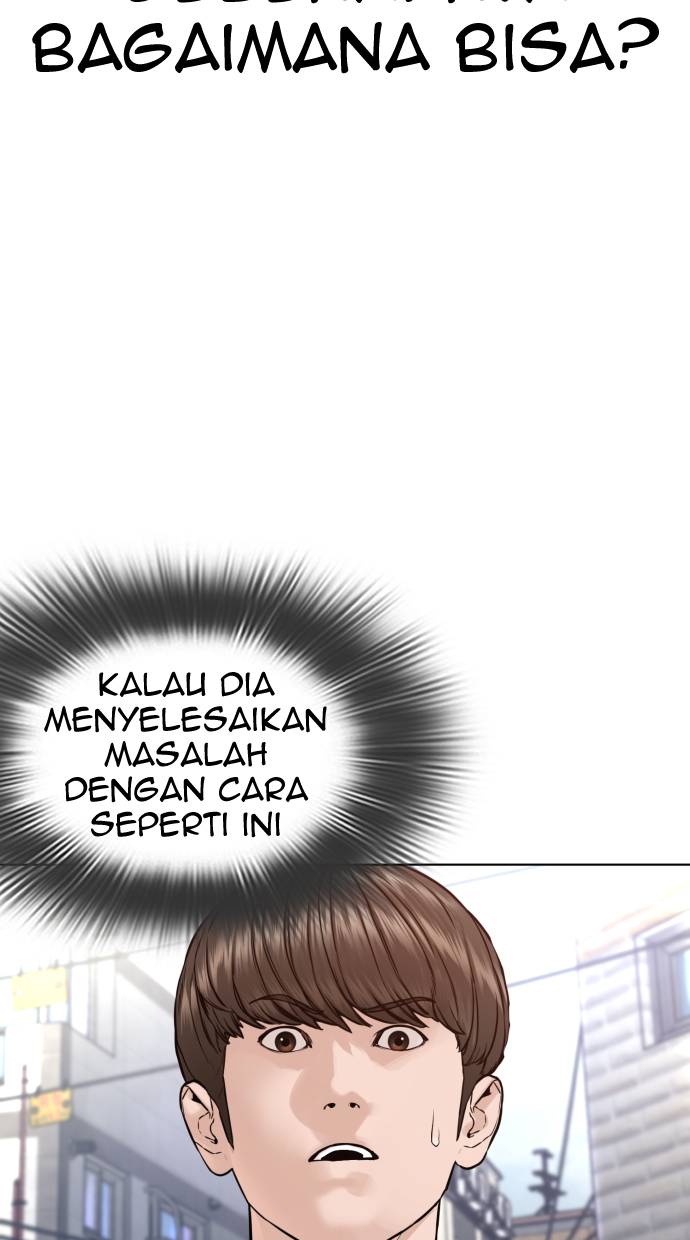 BAGAIMANA BISA?
KALAU DIA
MENYELESAIKAN
MASALAH
DENGAN CARA
SEPERTI INI